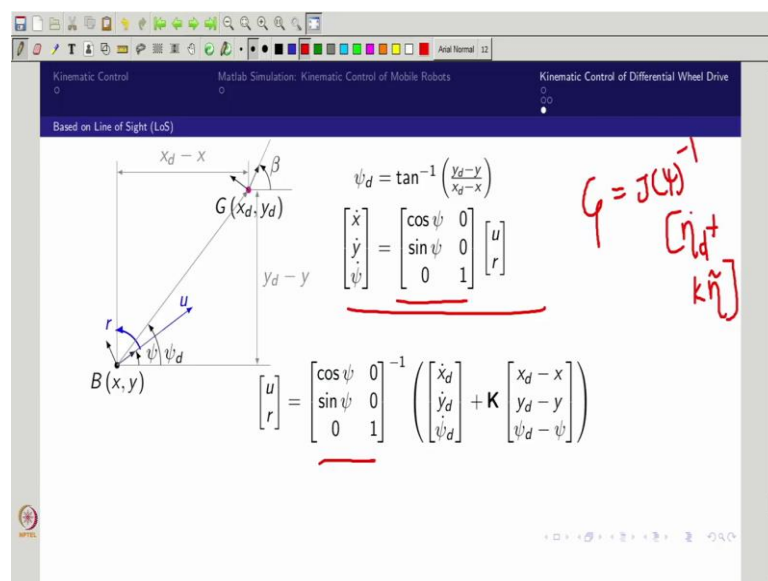 T
Arial Normal 12
Kinematic Control
Matlab Simulation: Kinematic Control of Mobile Robots
Kinematic Control of Differential Wheel Drive
Based on Line of Sight (LoS)
x_d − x
β
G(x_d, y_d)
y_d − y
u
r
ψ ψ_d
B(x, y)
ψ_d = tan⁻¹((y_d − y)/(x_d − x))
[ẋ ẏ ψ̇] = [cos ψ 0; sin ψ 0; 0 1] [u r]
[u r] = [cos ψ 0; sin ψ 0; 0 1]⁻¹ ([ẋ_d ẏ_d ψ̇_d] + K [x_d − x; y_d − y; ψ_d − ψ])
ζ = J(ψ)⁻¹
[η̇_d +
kη̃]
NPTEL